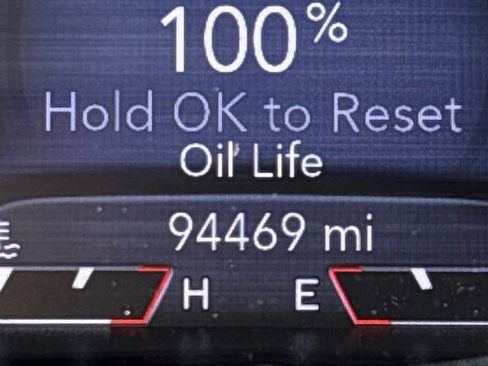 100%
Hold OK to Reset
Oil Life
94469 mi
H E